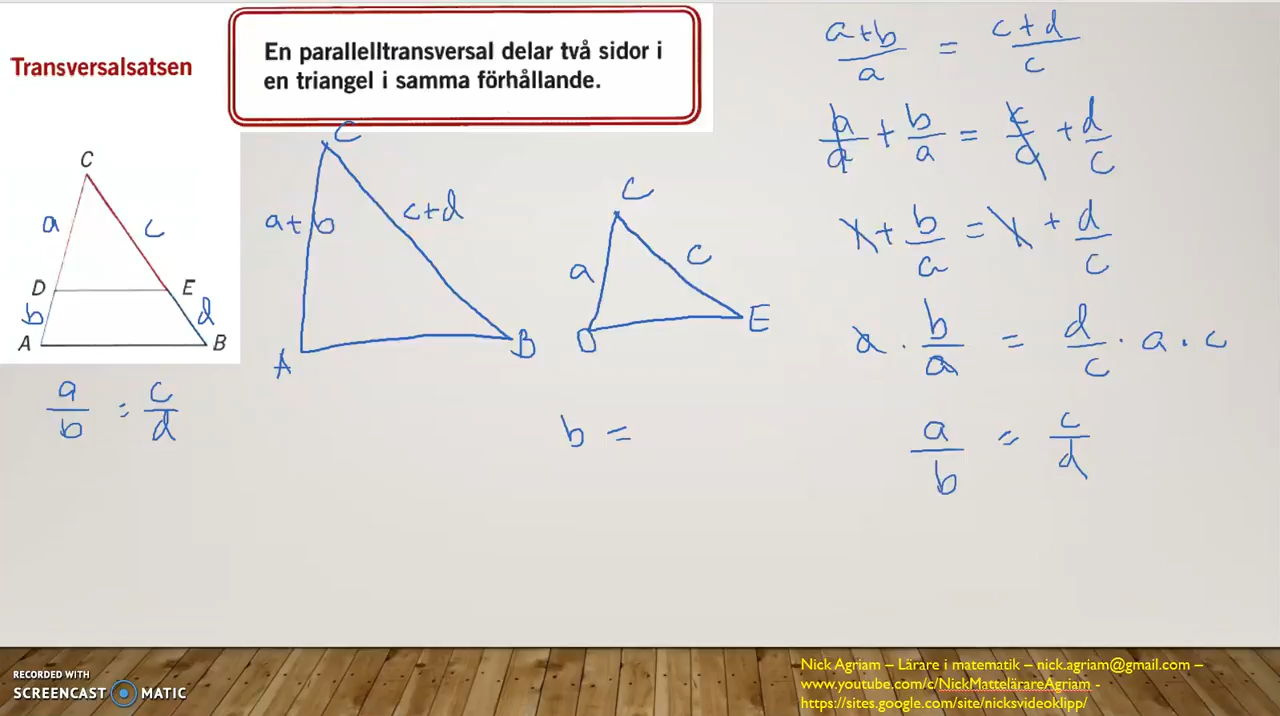 Transversalsatsen
En parallelltransversal delar två sidor i
en triangel i samma förhållande.
C
a
c
D
E
b
d
A
B
a/b = c/d
C
a+b
c+d
A
B
C
a
c
D
E
b =
(a+b)/a = (c+d)/c
a/a + b/a = c/c + d/c
1 + b/a = 1 + d/c
a · b/a = d/c · a · c
a/b = c/d
RECORDED WITH
SCREENCAST MATIC
Nick Agriam – Lärare i matematik – nick.agriam@gmail.com –
www.youtube.com/c/NickMattelärareAgriam -
https://sites.google.com/site/nicksvideoklipp/